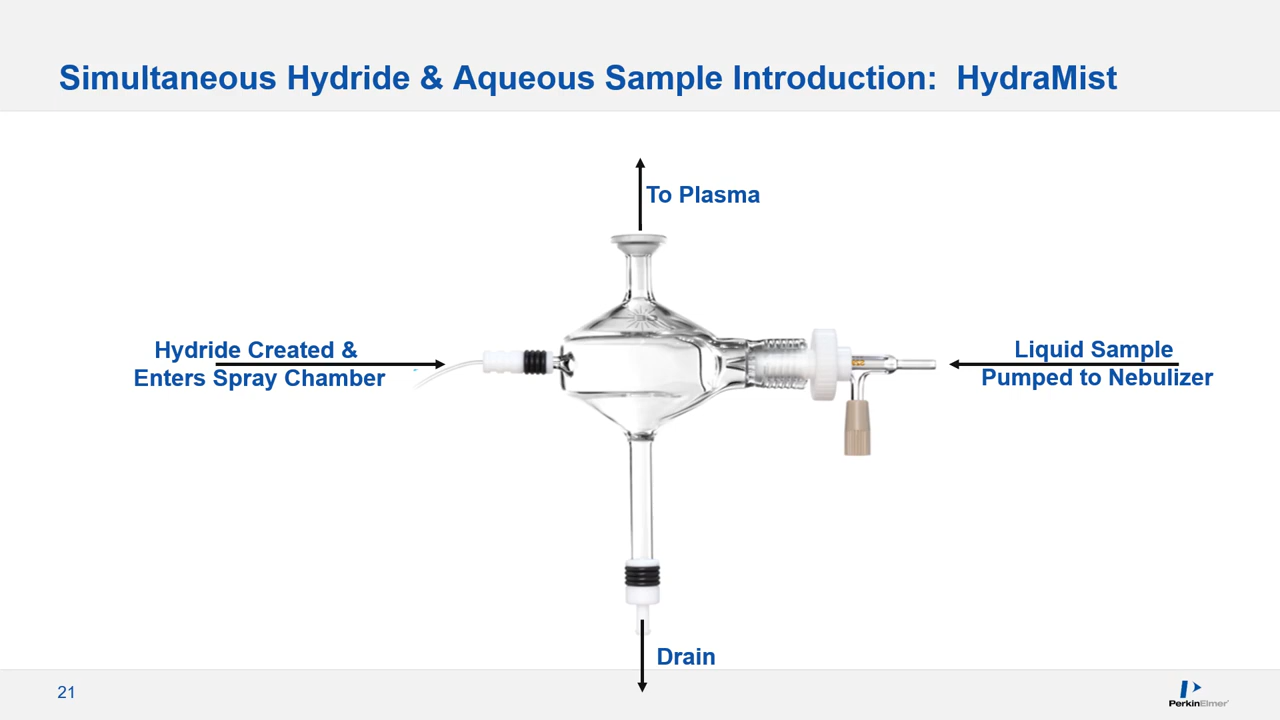 Simultaneous Hydride & Aqueous Sample Introduction: HydraMist
To Plasma
Hydride Created &
Enters Spray Chamber
Liquid Sample
Pumped to Nebulizer
Drain
21
PerkinElmer